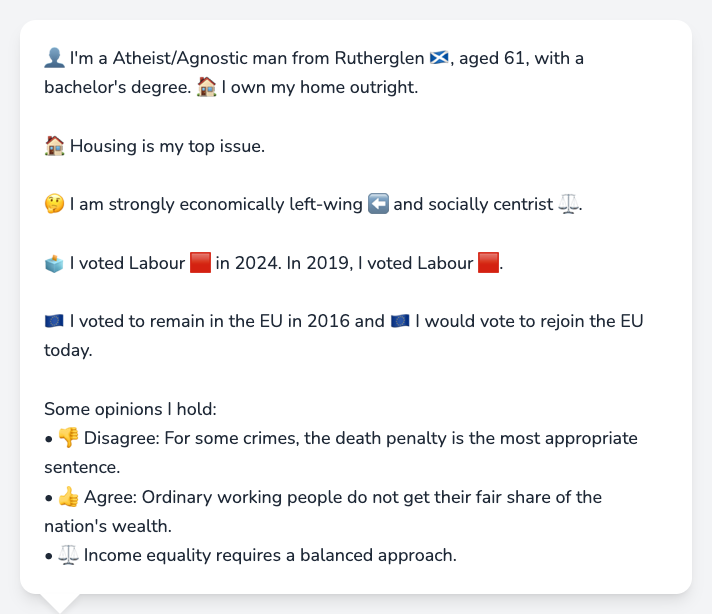 👤 I'm a Atheist/Agnostic man from Rutherglen 🏴󠁧󠁢󠁳󠁣󠁴󠁿, aged 61, with a
bachelor's degree. 🏠 I own my home outright.
🏠 Housing is my top issue.
🤔 I am strongly economically left-wing ⬅️ and socially centrist ⚖️.
🗳️ I voted Labour 🟥 in 2024. In 2019, I voted Labour 🟥.
🇪🇺 I voted to remain in the EU in 2016 and 🇪🇺 I would vote to rejoin the EU
today.
Some opinions I hold:
• 👎 Disagree: For some crimes, the death penalty is the most appropriate
sentence.
• 👍 Agree: Ordinary working people do not get their fair share of the
nation's wealth.
• ⚖️ Income equality requires a balanced approach.